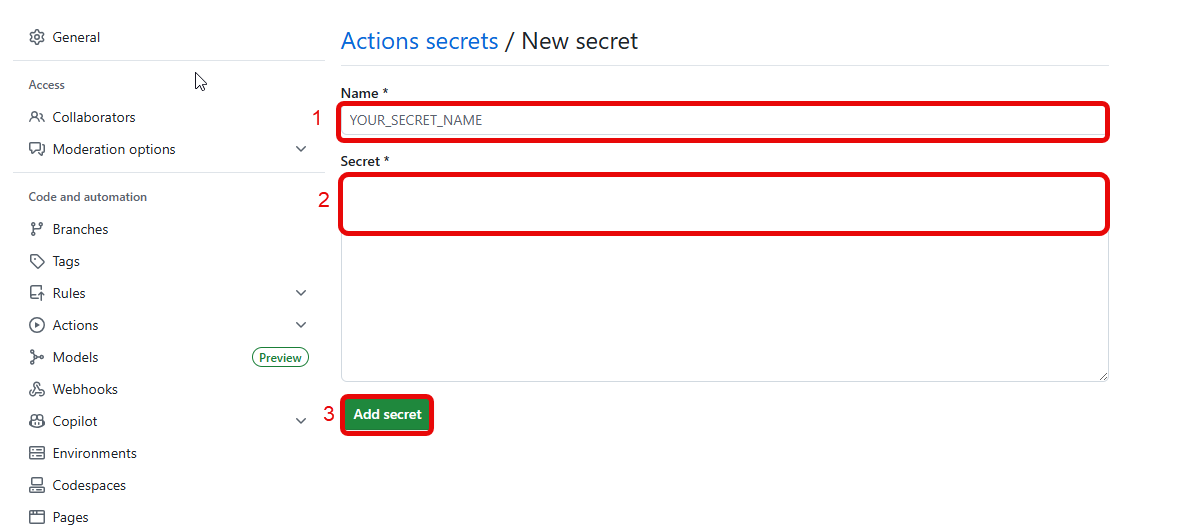 General
Access
Collaborators
Moderation options
Code and automation
Branches
Tags
Rules
Actions
Models Preview
Webhooks
Copilot
Environments
Codespaces
Pages
Actions secrets / New secret
Name *
1 YOUR_SECRET_NAME
Secret *
2
3 Add secret